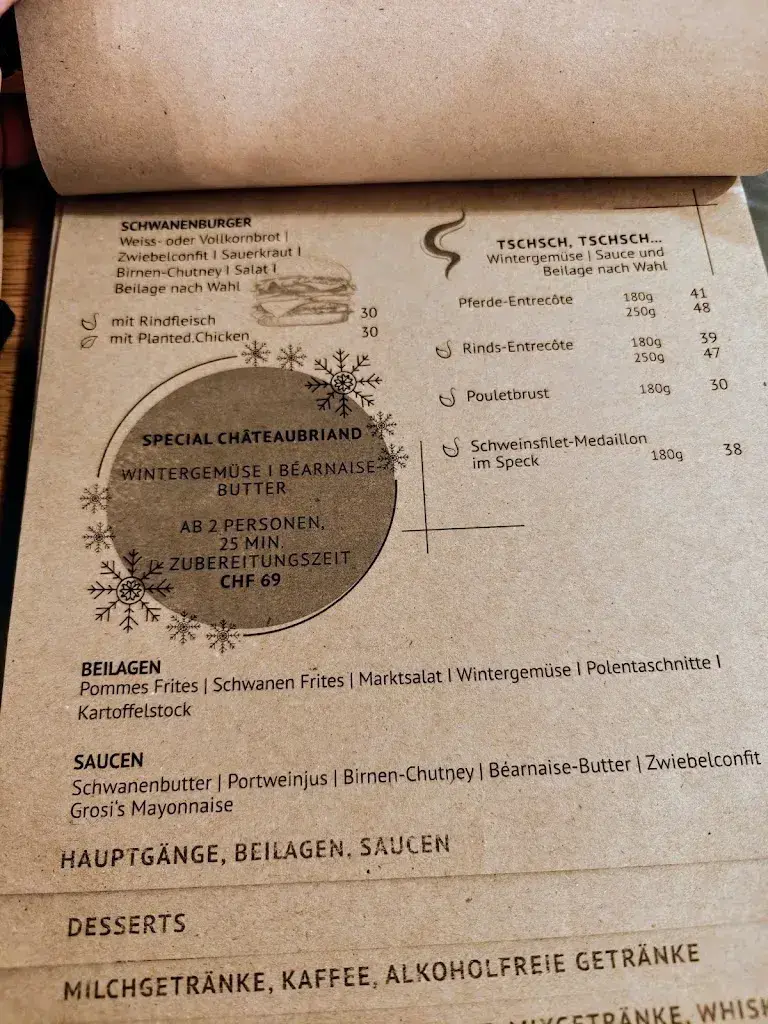 SCHWANENBURGER
Weiss- oder Vollkornbrot |
Zwiebelconfit | Sauerkraut |
Birnen-Chutney | Salat |
Beilage nach Wahl
mit Rindfleisch 30
mit Planted.Chicken 30
TSCHSCH, TSCHSCH...
Wintergemüse | Sauce und
Beilage nach Wahl
Pferde-Entrecôte 180g 41
250g 48
Rinds-Entrecôte 180g 39
250g 47
Pouletbrust 180g 30
Schweinsfilet-Medaillon
im Speck 180g 38
SPECIAL CHÂTEAUBRIAND
WINTERGEMÜSE | BÉARNAISE-
BUTTER
AB 2 PERSONEN,
25 MIN.
ZUBEREITUNGSZEIT
CHF 69
BEILAGEN
Pommes Frites | Schwanen Frites | Marktsalat | Wintergemüse | Polentaschnitte |
Kartoffelstock
SAUCEN
Schwanenbutter | Portweinjus | Birnen-Chutney | Béarnaise-Butter | Zwiebelconfit
Grosi's Mayonnaise
HAUPTGÄNGE, BEILAGEN, SAUCEN
DESSERTS
MILCHGETRÄNKE, KAFFEE, ALKOHOLFREIE GETRÄNKE